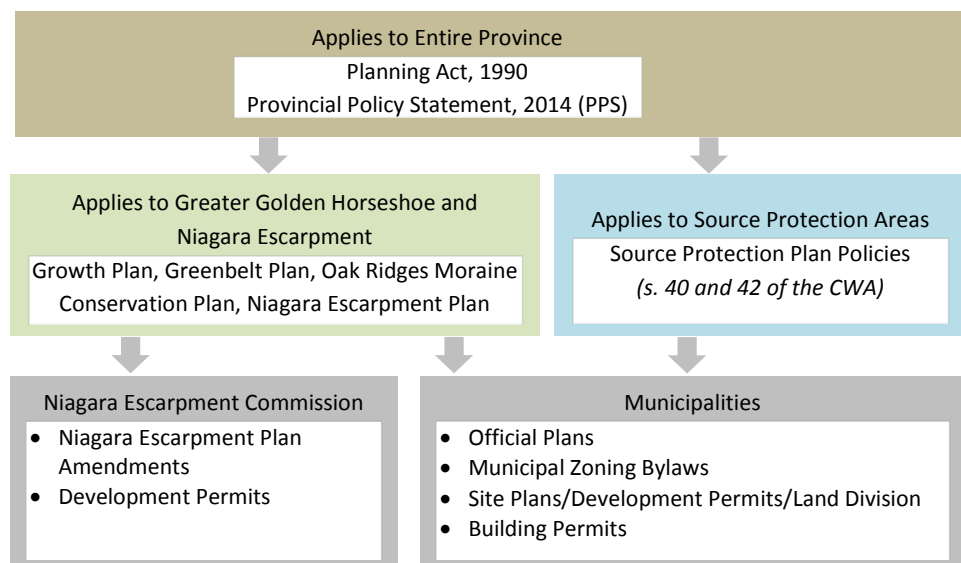 Applies to Entire Province
Planning Act, 1990
Provincial Policy Statement, 2014 (PPS)
Applies to Greater Golden Horseshoe and
Niagara Escarpment
Growth Plan, Greenbelt Plan, Oak Ridges Moraine
Conservation Plan, Niagara Escarpment Plan
Applies to Source Protection Areas
Source Protection Plan Policies
(s. 40 and 42 of the CWA)
Niagara Escarpment Commission
• Niagara Escarpment Plan
Amendments
• Development Permits
Municipalities
• Official Plans
• Municipal Zoning Bylaws
• Site Plans/Development Permits/Land Division
• Building Permits